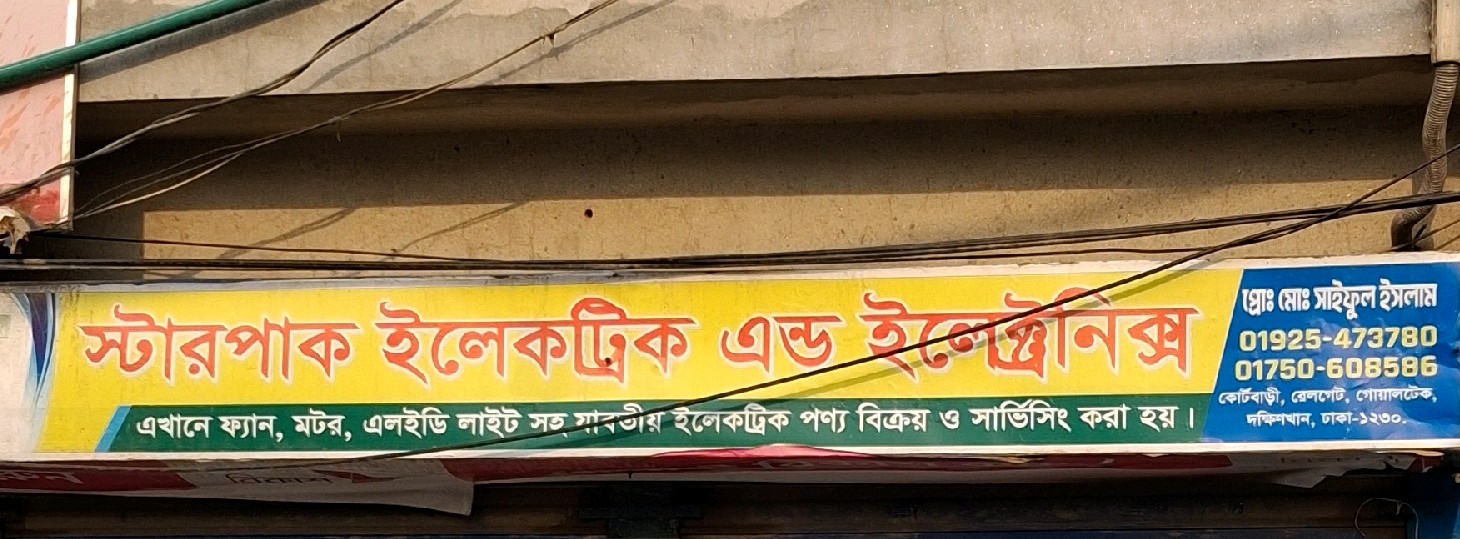 স্টারপাক ইলেকট্রিক এন্ড ইলেক্ট্রনিক্স
এখানে ফ্যান, মটর, এলইডি লাইট সহ যাবতীয় ইলেকট্রিক পণ্য বিক্রয় ও সার্ভিসিং করা হয়।
প্রোঃ মোঃ সাইফুল ইসলাম
01925-473780
01750-608586
কোর্টবাড়ী, রেলগেট, গোয়ালটেক,
দক্ষিণখান, ঢাকা-১২৩০.
বিকাশ